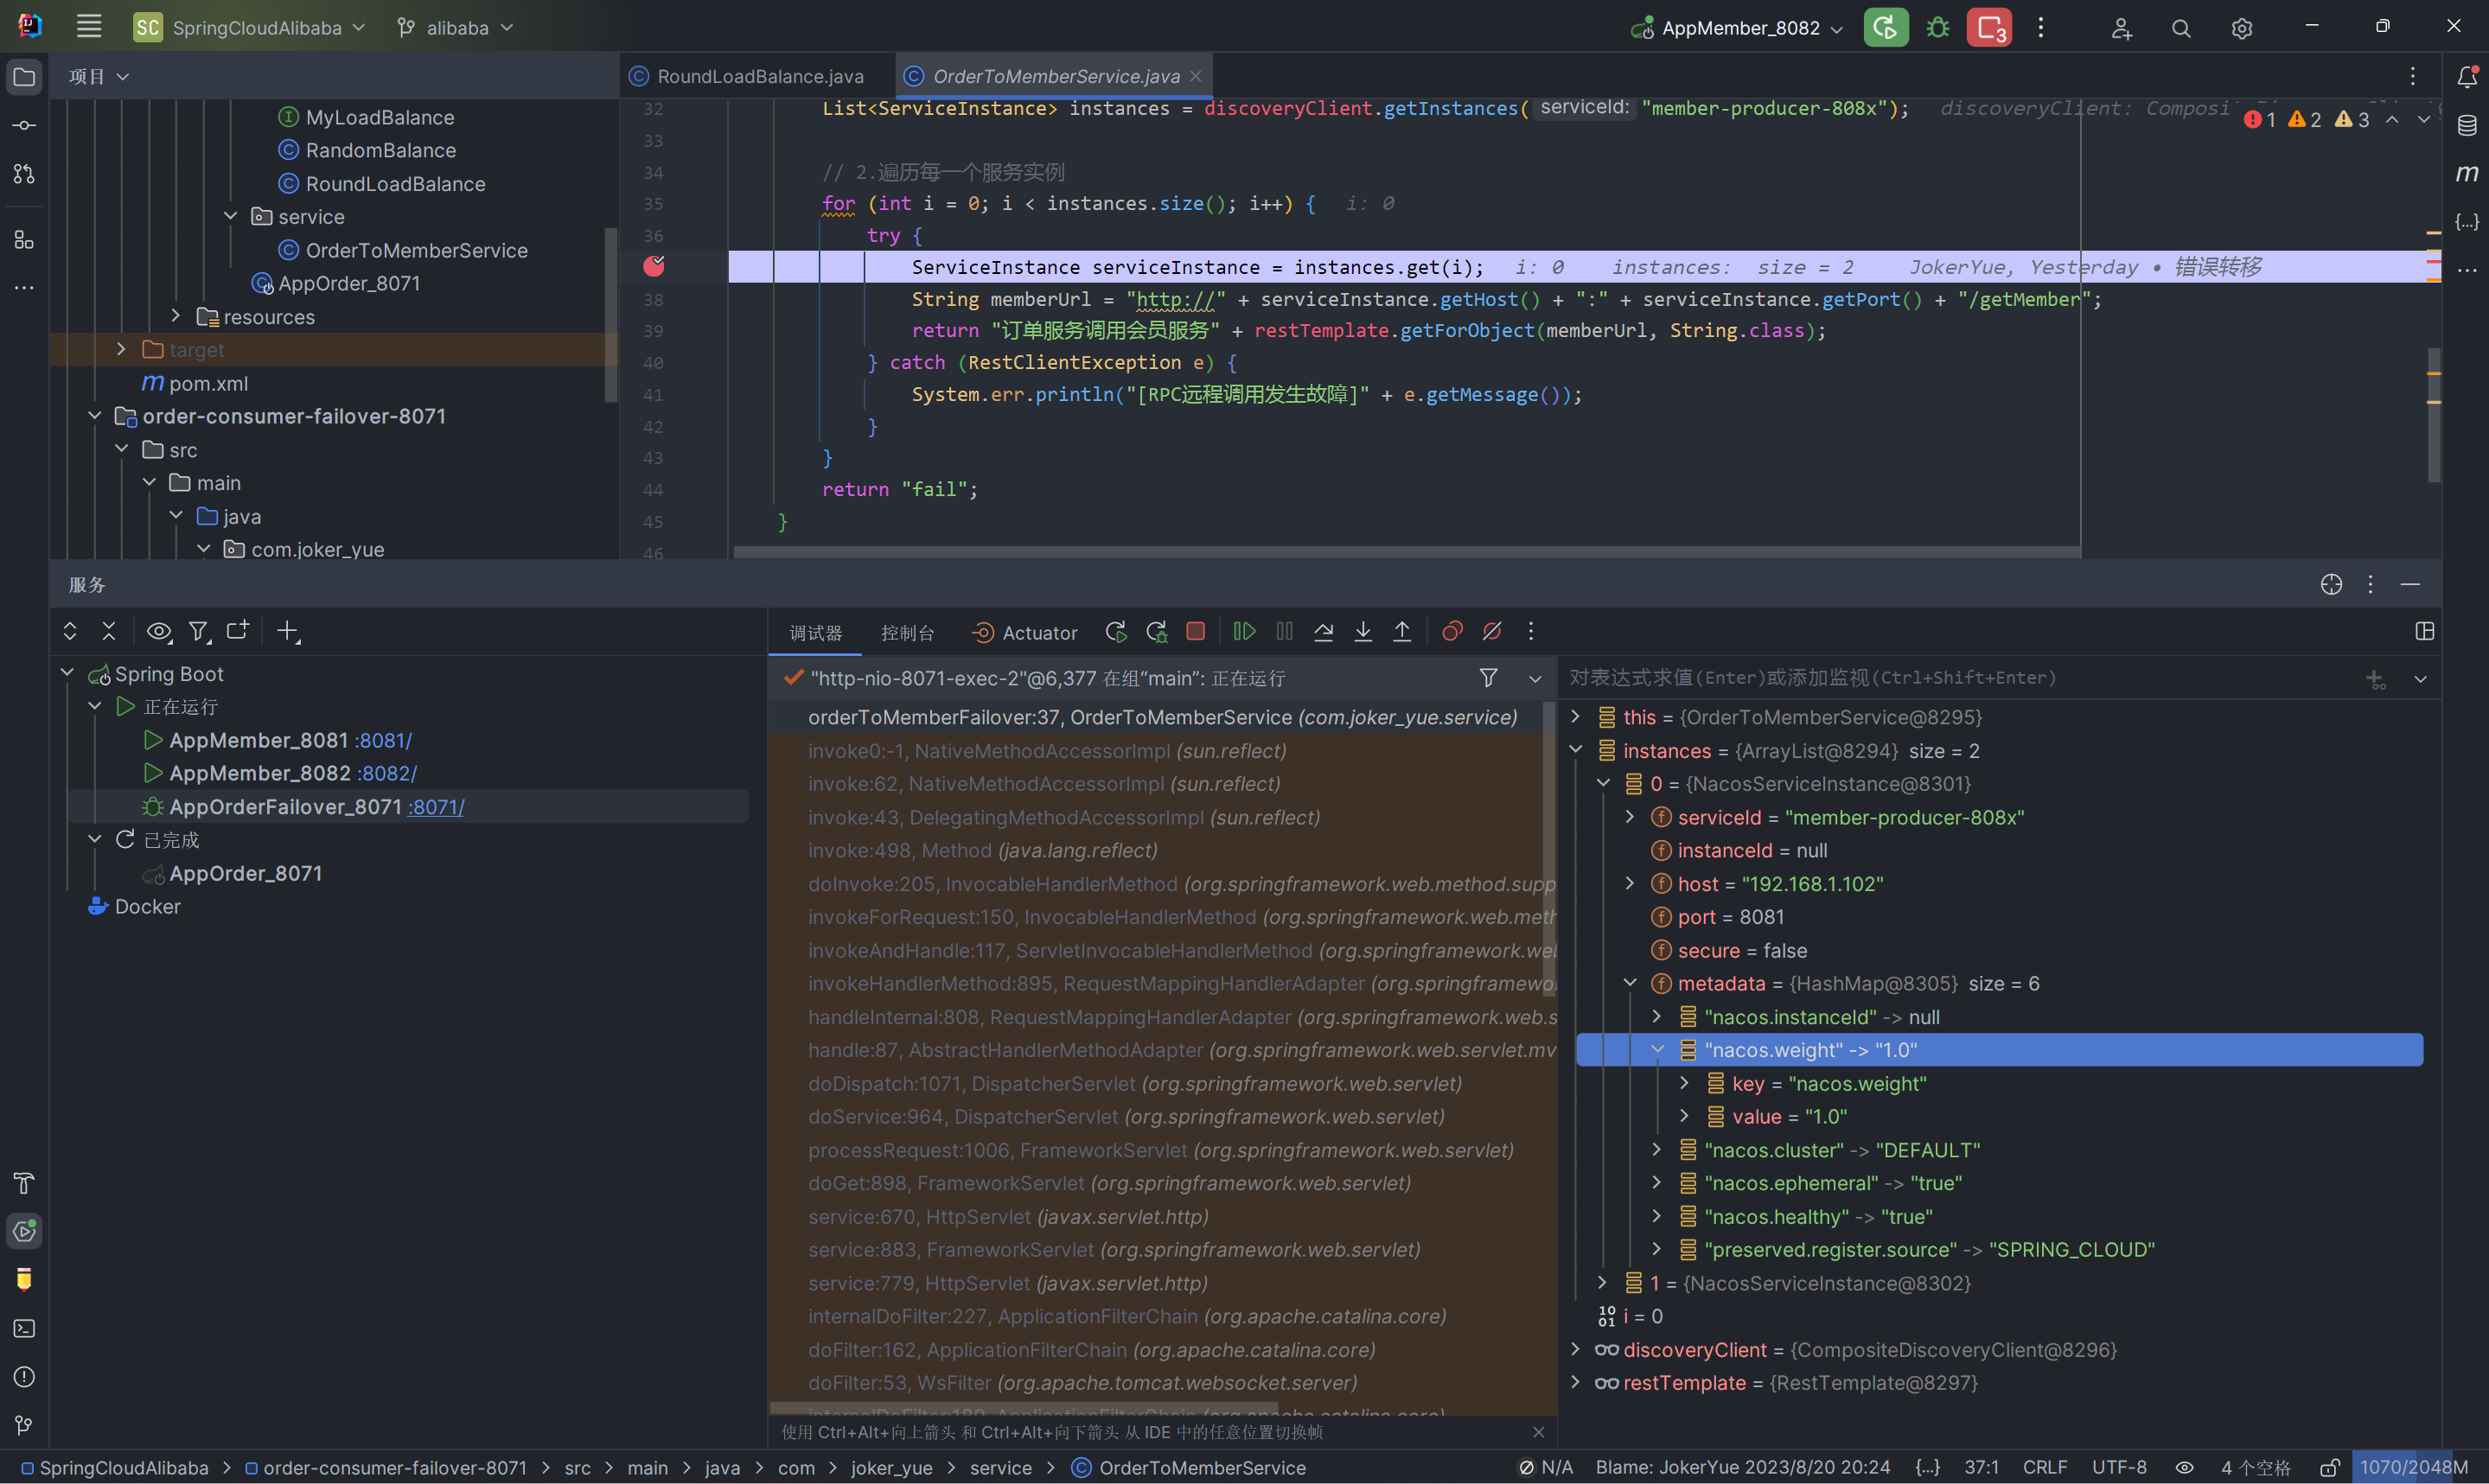 SC SpringCloudAlibaba alibaba AppMember_8082 3
项目
MyLoadBalance
RandomBalance
RoundLoadBalance
service
OrderToMemberService
AppOrder_8071
resources
target
pom.xml
order-consumer-failover-8071
src
main
java
com.joker_yue
RoundLoadBalance.java OrderToMemberService.java
32 List<ServiceInstance> instances = discoveryClient.getInstances( serviceId: "member-producer-808x"); discoveryClient:
1 2 3
33
34 // 2.遍历每一个服务实例
35 for (int i = 0; i < instances.size(); i++) { i: 0
36 try {
ServiceInstance serviceInstance = instances.get(i); i: 0 instances: size = 2 JokerYue, Yesterday • 错误转移
38 String memberUrl = "http://" + serviceInstance.getHost() + ":" + serviceInstance.getPort() + "/getMember";
39 return "订单服务调用会员服务" + restTemplate.getForObject(memberUrl, String.class);
40 } catch (RestClientException e) {
41 System.err.println("[RPC远程调用发生故障]" + e.getMessage());
42 }
43 }
44 return "fail";
45 }
46
服务
Spring Boot
正在运行
AppMember_8081 :8081/
AppMember_8082 :8082/
AppOrderFailover_8071 :8071/
已完成
AppOrder_8071
Docker
调试器 控制台 Actuator
"http-nio-8071-exec-2"@6,377 在组“main”: 正在运行
orderToMemberFailover:37, OrderToMemberService (com.joker_yue.service)
invoke0:-1, NativeMethodAccessorImpl (sun.reflect)
invoke:62, NativeMethodAccessorImpl (sun.reflect)
invoke:43, DelegatingMethodAccessorImpl (sun.reflect)
invoke:498, Method (java.lang.reflect)
doInvoke:205, InvocableHandlerMethod (org.springframework.web.method.supp
invokeForRequest:150, InvocableHandlerMethod (org.springframework.web.meth
invokeAndHandle:117, ServletInvocableHandlerMethod (org.springframework.we
invokeHandlerMethod:895, RequestMappingHandlerAdapter (org.springframewo
handleInternal:808, RequestMappingHandlerAdapter (org.springframework.web.s
handle:87, AbstractHandlerMethodAdapter (org.springframework.web.servlet.mv
doDispatch:1071, DispatcherServlet (org.springframework.web.servlet)
doService:964, DispatcherServlet (org.springframework.web.servlet)
processRequest:1006, FrameworkServlet (org.springframework.web.servlet)
doGet:898, FrameworkServlet (org.springframework.web.servlet)
service:670, HttpServlet (javax.servlet.http)
service:883, FrameworkServlet (org.springframework.web.servlet)
service:779, HttpServlet (javax.servlet.http)
internalDoFilter:227, ApplicationFilterChain (org.apache.catalina.core)
doFilter:162, ApplicationFilterChain (org.apache.catalina.core)
doFilter:53, WsFilter (org.apache.tomcat.websocket.server)
internalDoFilter:189, ApplicationFilterChain (org.apache.catalina.core)
使用 Ctrl+Alt+向上箭头 和 Ctrl+Alt+向下箭头 从 IDE 中的任意位置切换帧
对表达式求值(Enter)或添加监视(Ctrl+Shift+Enter)
this = {OrderToMemberService@8295}
instances = {ArrayList@8294} size = 2
0 = {NacosServiceInstance@8301}
serviceId = "member-producer-808x"
instanceId = null
host = "192.168.1.102"
port = 8081
secure = false
metadata = {HashMap@8305} size = 6
"nacos.instanceId" -> null
"nacos.weight" -> "1.0"
key = "nacos.weight"
value = "1.0"
"nacos.cluster" -> "DEFAULT"
"nacos.ephemeral" -> "true"
"nacos.healthy" -> "true"
"preserved.register.source" -> "SPRING_CLOUD"
1 = {NacosServiceInstance@8302}
i = 0
discoveryClient = {CompositeDiscoveryClient@8296}
restTemplate = {RestTemplate@8297}
SpringCloudAlibaba > order-consumer-failover-8071 > src > main > java > com > joker_yue > service > OrderToMemberService
N/A Blame: JokerYue 2023/8/20 20:24 {...} 37:1 CRLF UTF-8 4 个空格 1070/2048M